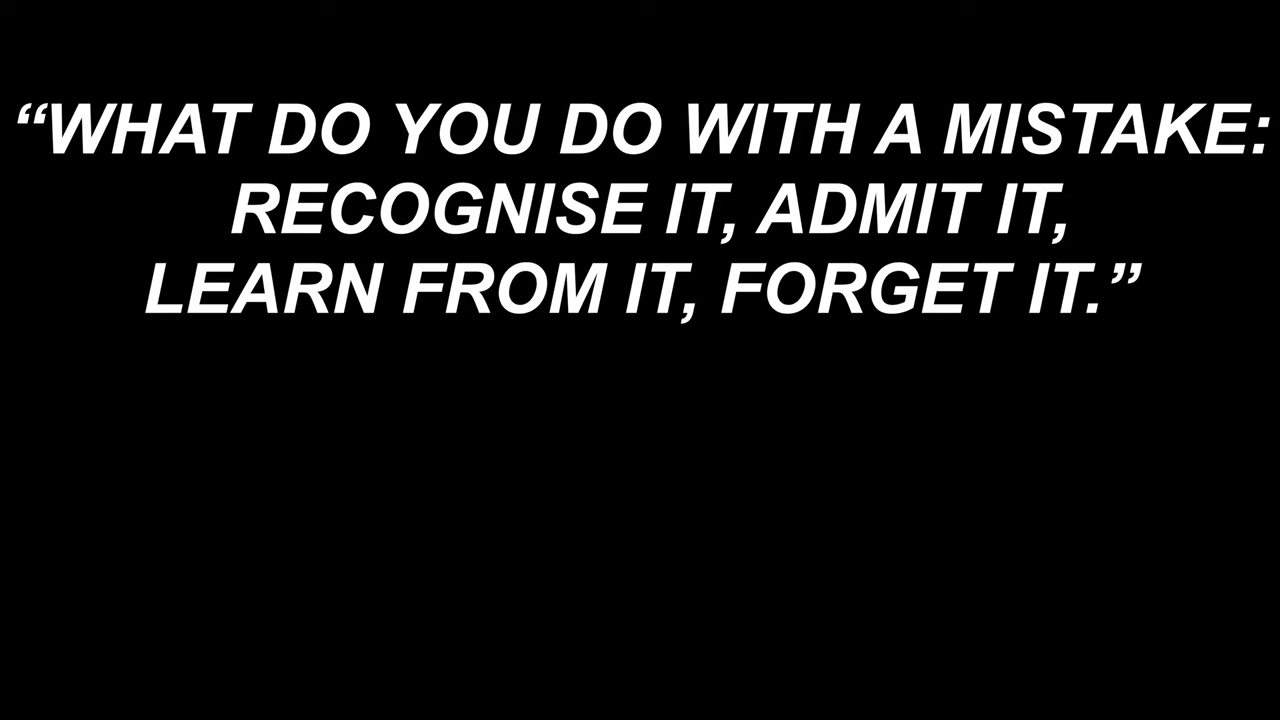 “WHAT DO YOU DO WITH A MISTAKE:
RECOGNISE IT, ADMIT IT,
LEARN FROM IT, FORGET IT.”